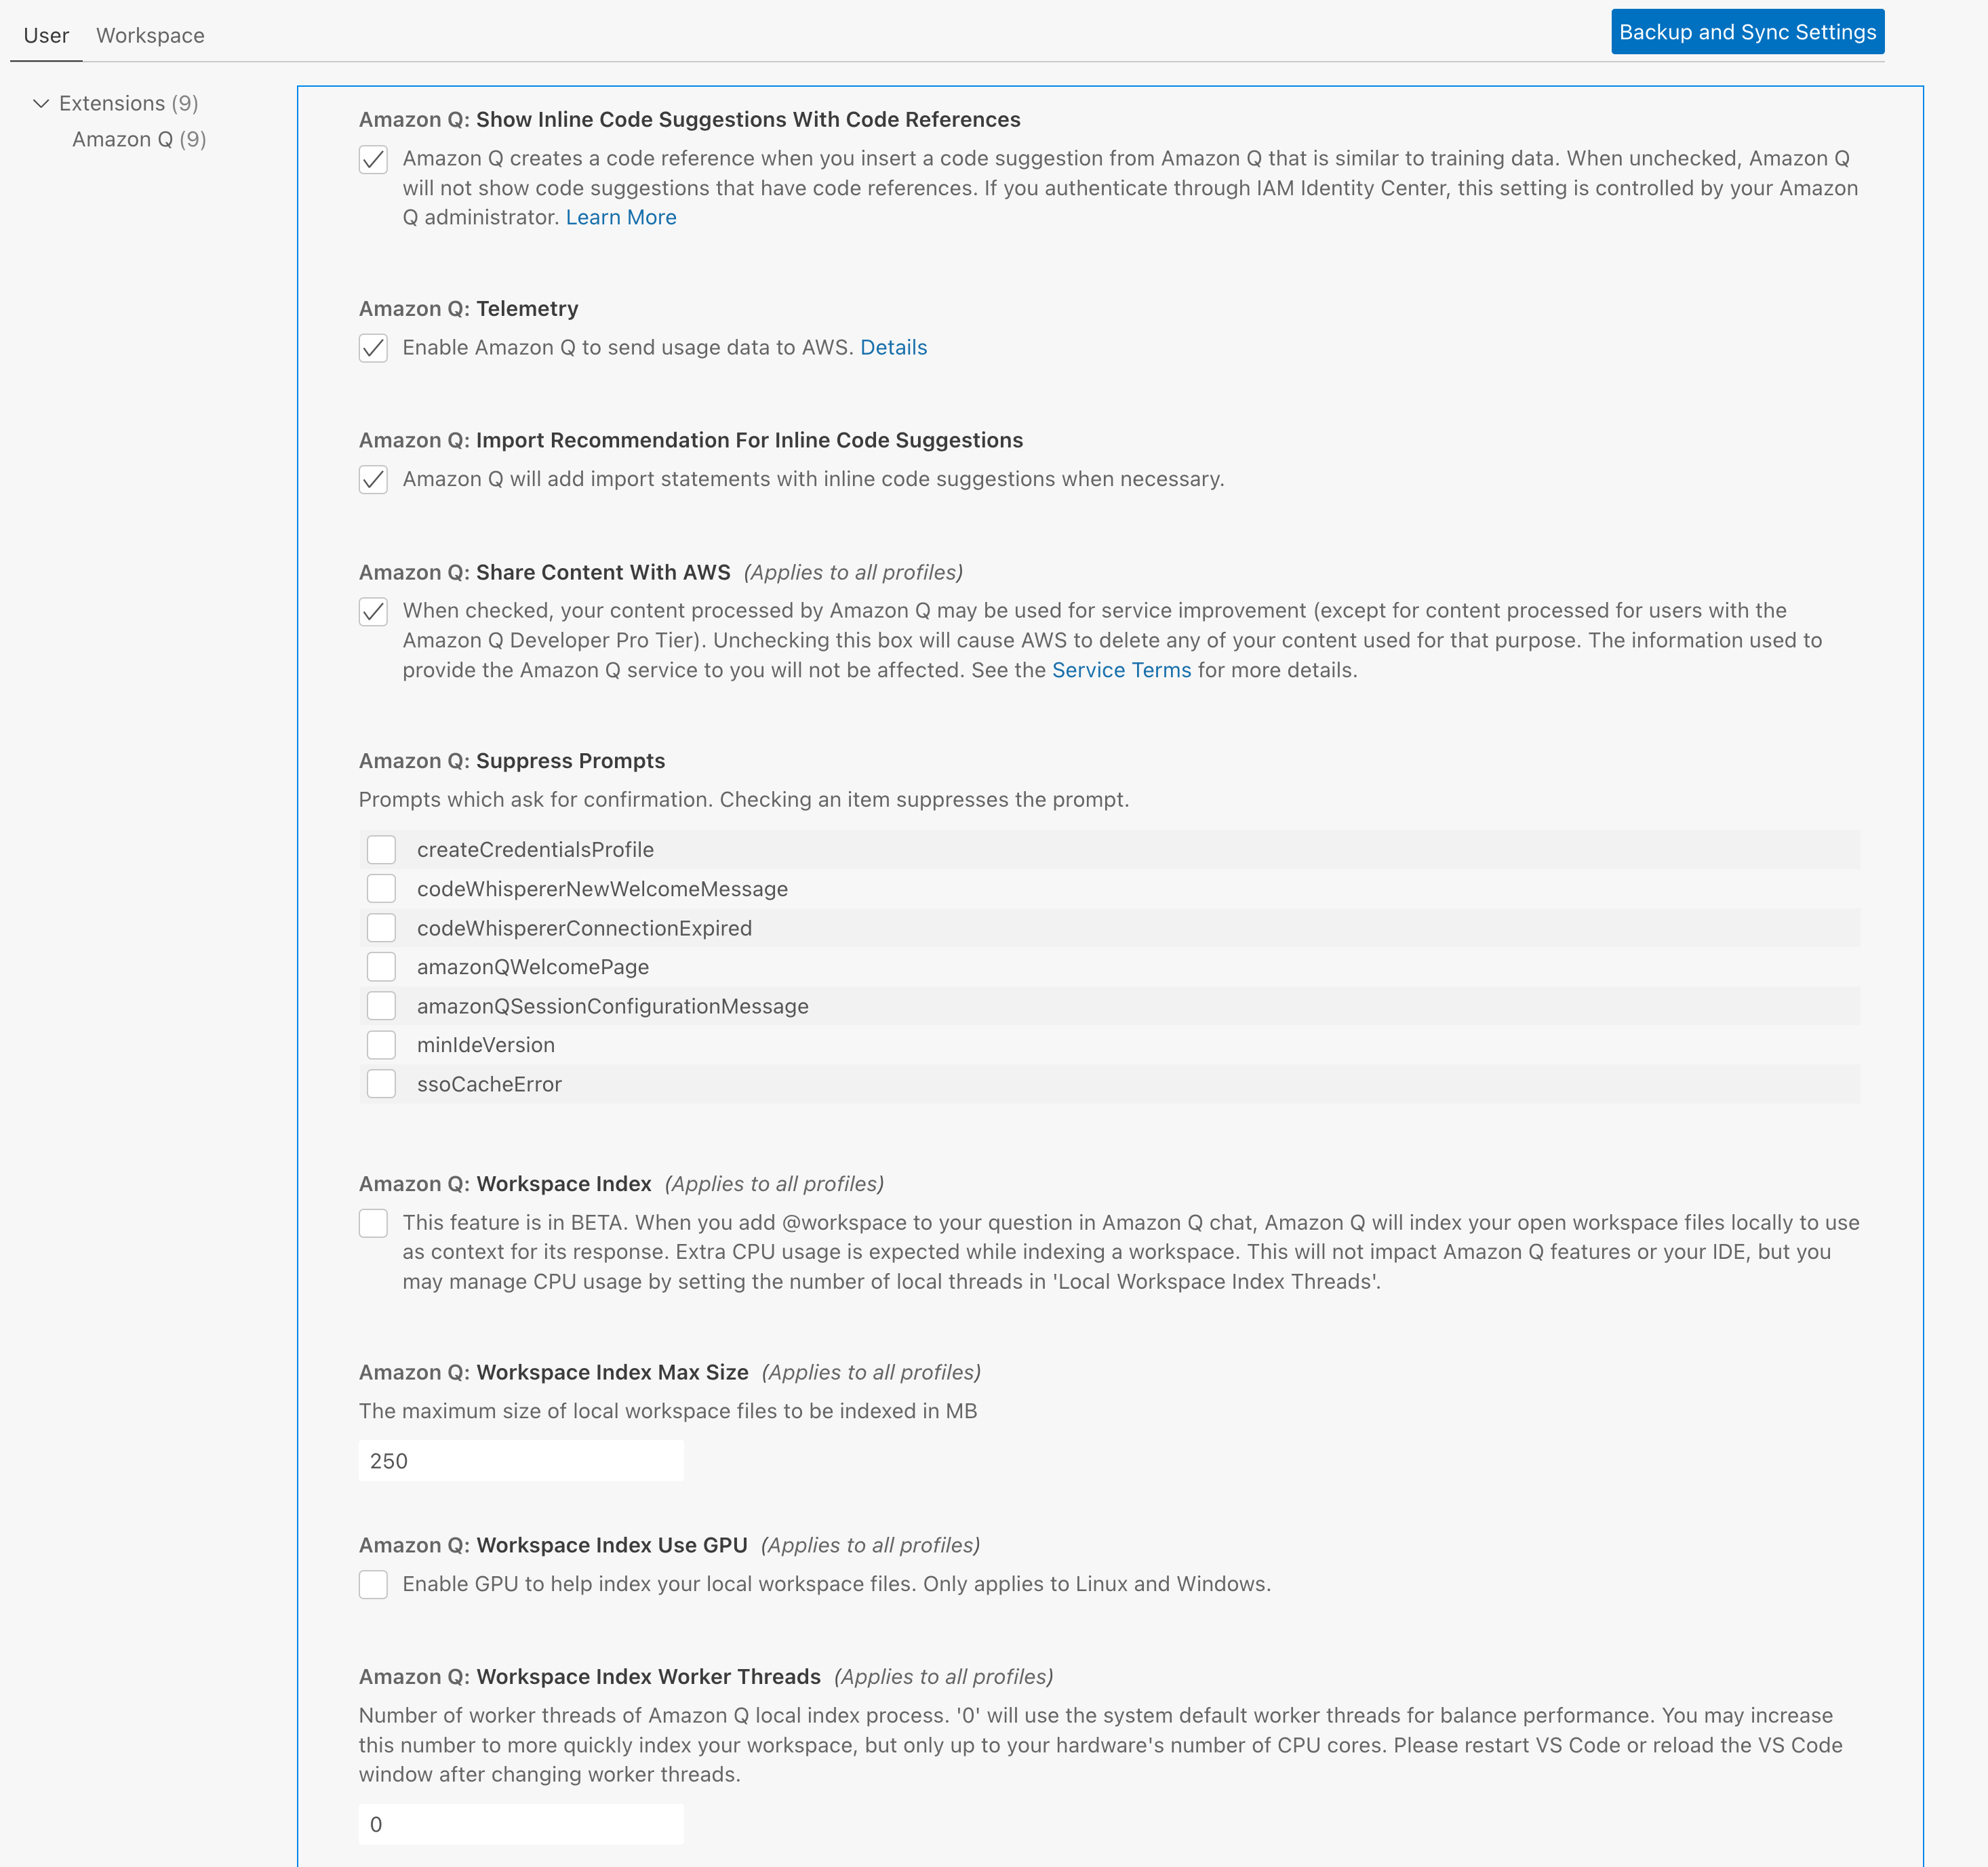 User Workspace Backup and Sync Settings
Extensions (9)
Amazon Q (9)
Amazon Q: Show Inline Code Suggestions With Code References
Amazon Q creates a code reference when you insert a code suggestion from Amazon Q that is similar to training data. When unchecked, Amazon Q
will not show code suggestions that have code references. If you authenticate through IAM Identity Center, this setting is controlled by your Amazon
Q administrator. Learn More
Amazon Q: Telemetry
Enable Amazon Q to send usage data to AWS. Details
Amazon Q: Import Recommendation For Inline Code Suggestions
Amazon Q will add import statements with inline code suggestions when necessary.
Amazon Q: Share Content With AWS (Applies to all profiles)
When checked, your content processed by Amazon Q may be used for service improvement (except for content processed for users with the
Amazon Q Developer Pro Tier). Unchecking this box will cause AWS to delete any of your content used for that purpose. The information used to
provide the Amazon Q service to you will not be affected. See the Service Terms for more details.
Amazon Q: Suppress Prompts
Prompts which ask for confirmation. Checking an item suppresses the prompt.
createCredentialsProfile
codeWhispererNewWelcomeMessage
codeWhispererConnectionExpired
amazonQWelcomePage
amazonQSessionConfigurationMessage
minIdeVersion
ssoCacheError
Amazon Q: Workspace Index (Applies to all profiles)
This feature is in BETA. When you add @workspace to your question in Amazon Q chat, Amazon Q will index your open workspace files locally to use
as context for its response. Extra CPU usage is expected while indexing a workspace. This will not impact Amazon Q features or your IDE, but you
may manage CPU usage by setting the number of local threads in 'Local Workspace Index Threads'.
Amazon Q: Workspace Index Max Size (Applies to all profiles)
The maximum size of local workspace files to be indexed in MB
250
Amazon Q: Workspace Index Use GPU (Applies to all profiles)
Enable GPU to help index your local workspace files. Only applies to Linux and Windows.
Amazon Q: Workspace Index Worker Threads (Applies to all profiles)
Number of worker threads of Amazon Q local index process. '0' will use the system default worker threads for balance performance. You may increase
this number to more quickly index your workspace, but only up to your hardware's number of CPU cores. Please restart VS Code or reload the VS Code
window after changing worker threads.
0